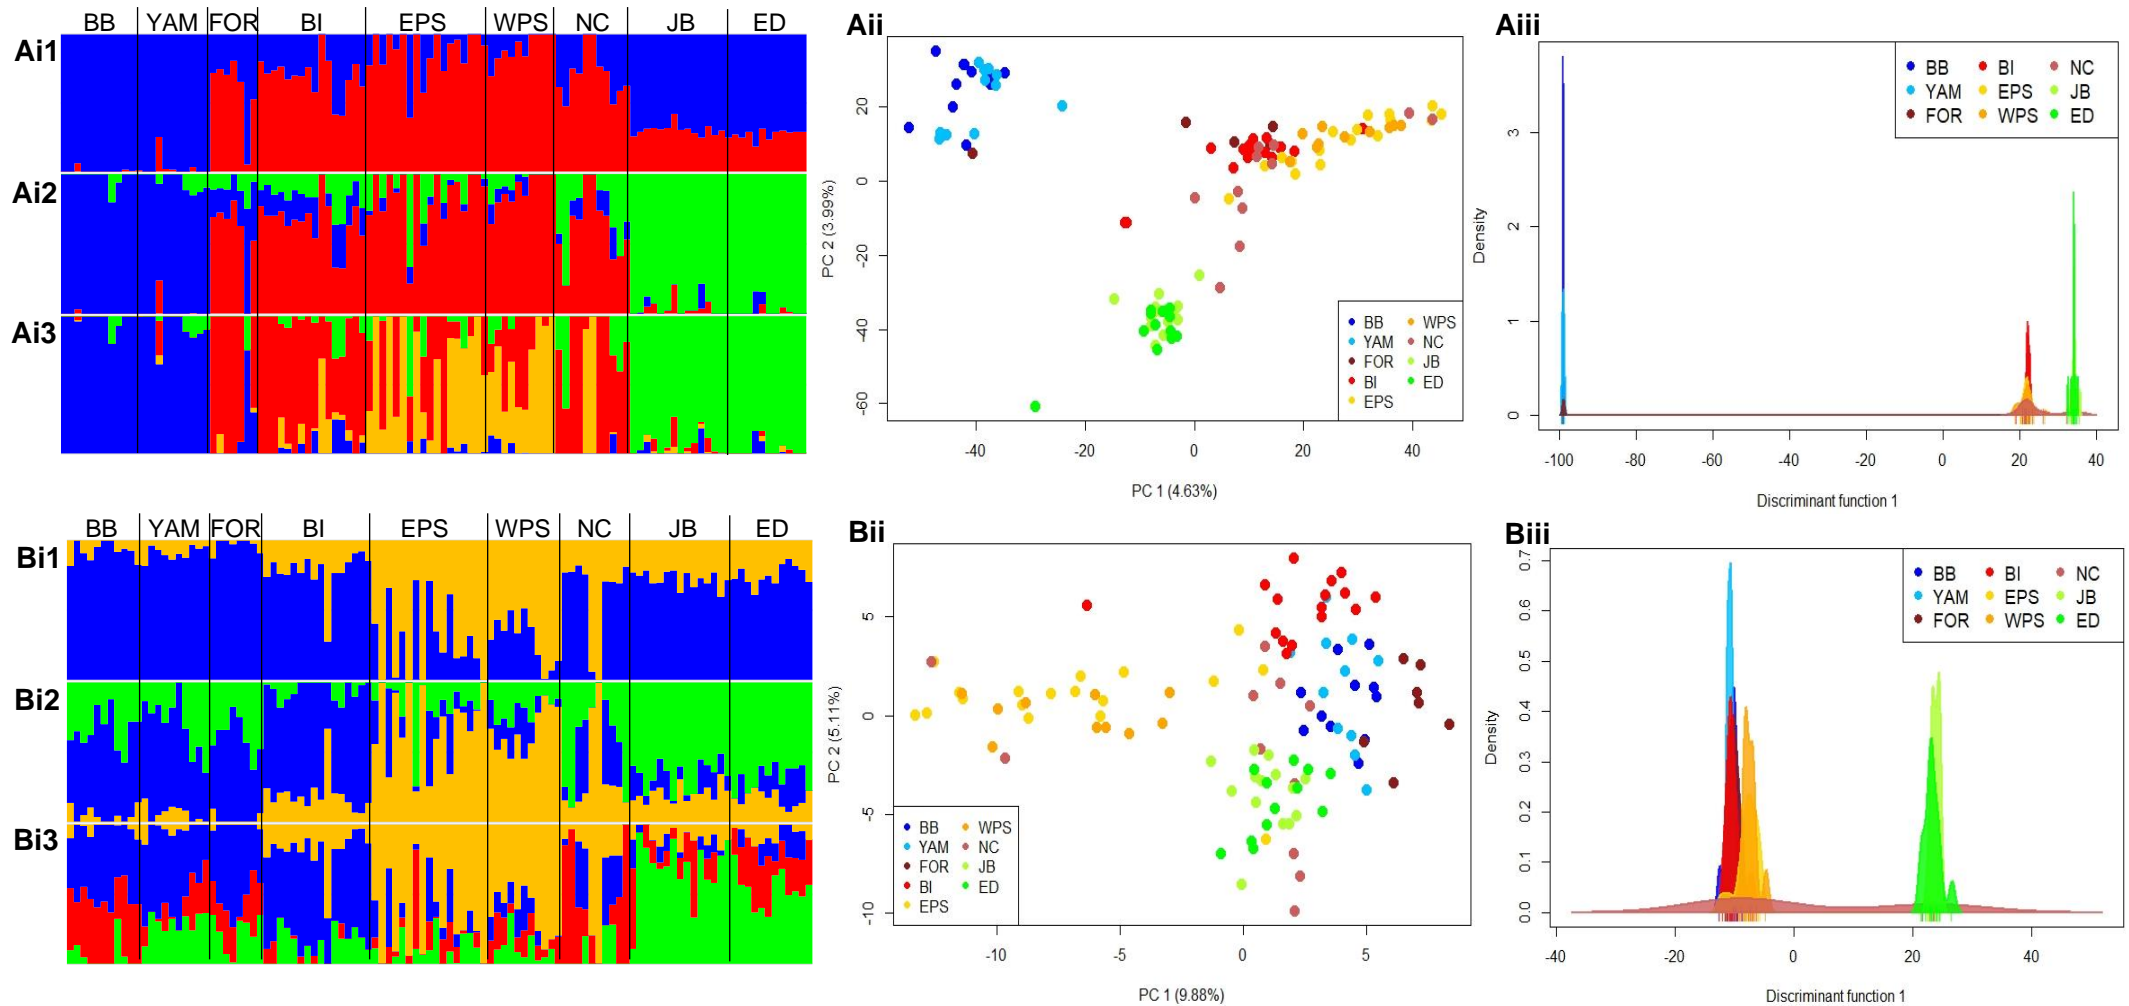 BB YAM FOR BI EPS WPS NC JB ED
Ai1
Ai2
Ai3
Aii
PC 2 (3.99%)
20
0
-20
-40
-60
-40 -20 0 20 40
PC 1 (4.63%)
BB WPS
YAM NC
FOR JB
BI ED
EPS
Aiii
Density
3
2
1
0
-100 -80 -60 -40 -20 0 20 40
Discriminant function 1
BB BI NC
YAM EPS JB
FOR WPS ED
BB YAM FOR BI EPS WPS NC JB ED
Bi1
Bi2
Bi3
Bii
PC 2 (5.11%)
5
0
-5
-10
-10 -5 0 5
PC 1 (9.88%)
BB WPS
YAM NC
FOR JB
BI ED
EPS
Biii
Density
0.7
0.6
0.5
0.4
0.3
0.2
0.1
0.0
-40 -20 0 20 40
Discriminant function 1
BB BI NC
YAM EPS JB
FOR WPS ED